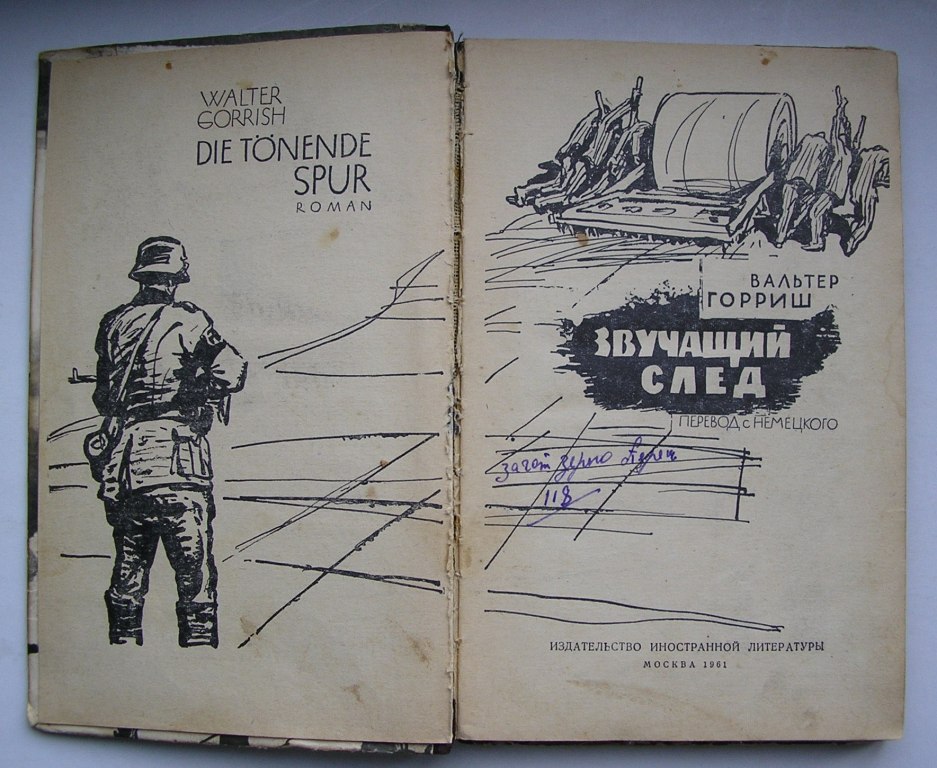 WALTER
GORRISH
DIE TÖNENDE
SPUR
ROMAN
ВАЛЬТЕР
ГОРРИШ
ЗВУЧАЩИЙ
СЛЕД
ПЕРЕВОД С НЕМЕЦКОГО
118
ИЗДАТЕЛЬСТВО ИНОСТРАННОЙ ЛИТЕРАТУРЫ
МОСКВА 1961